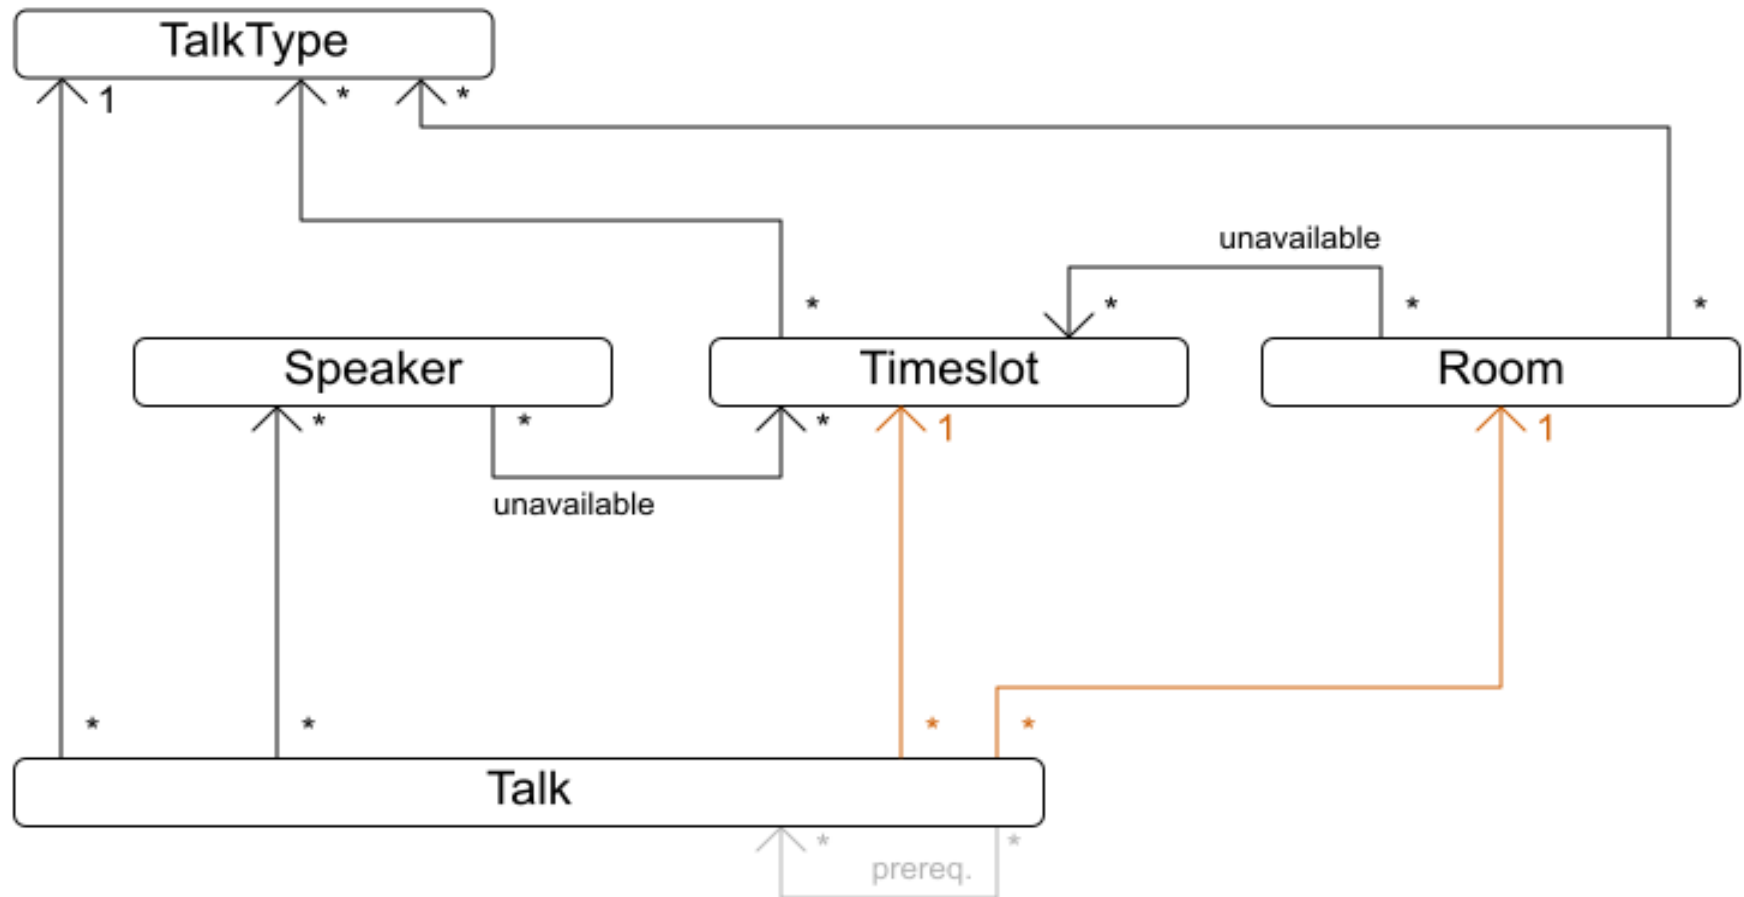 TalkType
1 * *
unavailable
* * * *
Speaker Timeslot Room
* * * 1 1
unavailable
* * * *
Talk
* *
prereq.